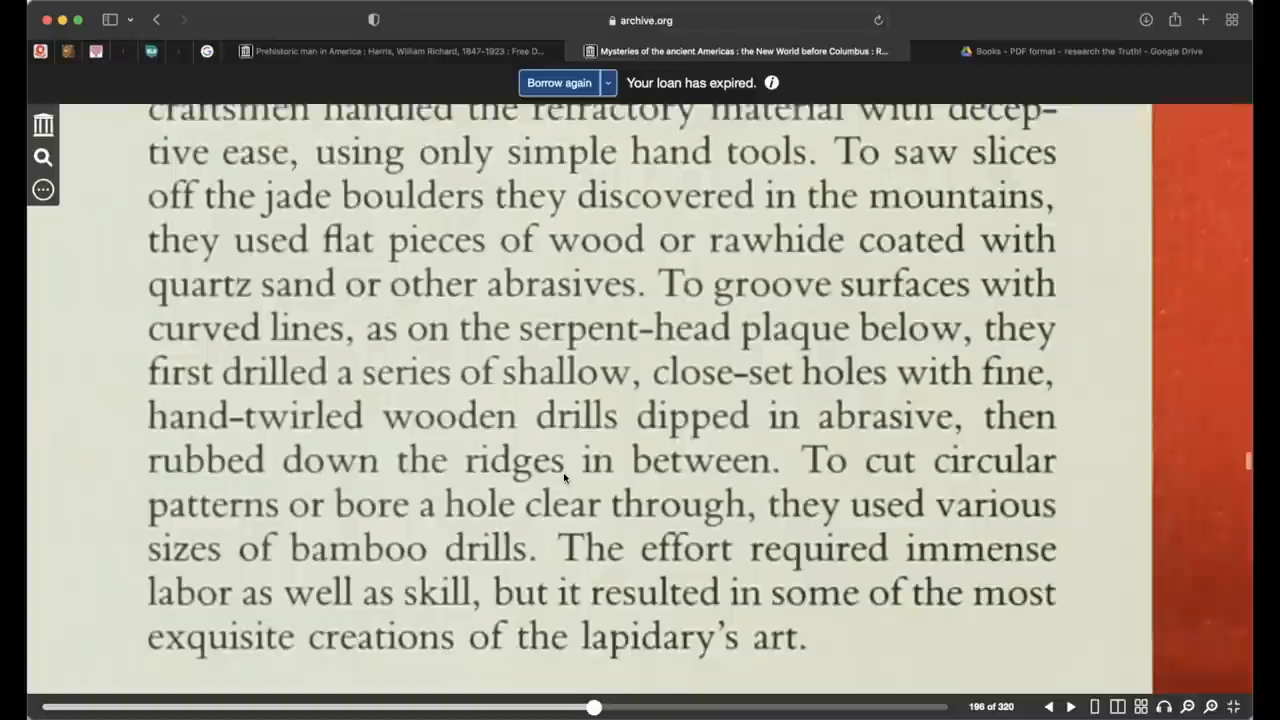 archive.org
Prehistoric man in America : Harris, William Richard, 1847-1923 : Free D...
Mysteries of the ancient Americas : the New World before Columbus : R...
Books - PDF format - research the Truth! - Google Drive
Borrow again
Your loan has expired.
craftsmen handled the refractory material with decep-
tive ease, using only simple hand tools. To saw slices
off the jade boulders they discovered in the mountains,
they used flat pieces of wood or rawhide coated with
quartz sand or other abrasives. To groove surfaces with
curved lines, as on the serpent-head plaque below, they
first drilled a series of shallow, close-set holes with fine,
hand-twirled wooden drills dipped in abrasive, then
rubbed down the ridges in between. To cut circular
patterns or bore a hole clear through, they used various
sizes of bamboo drills. The effort required immense
labor as well as skill, but it resulted in some of the most
exquisite creations of the lapidary's art.
196 of 320